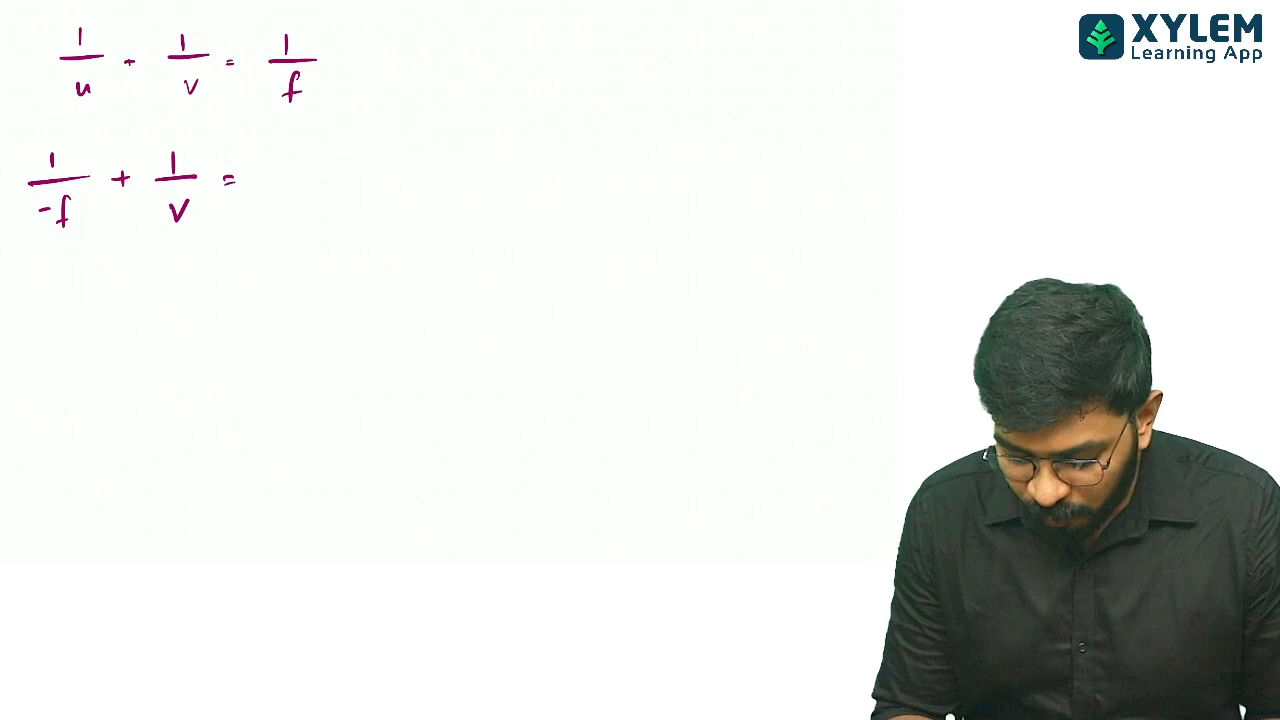 XYLEM
Learning App
1/u + 1/v = 1/f
1/-f + 1/v =